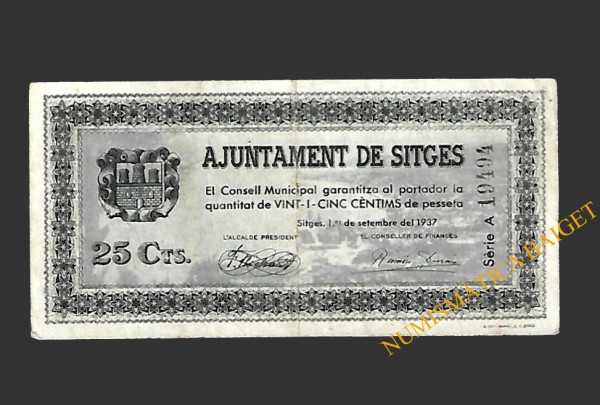 AJUNTAMENT DE SITGES
El Consell Municipal garantitza al portador la
quantitat de VINT-I-CINC CÈNTIMS de pesseta
Sitges, 1.er de setembre del 1937
L'ALCALDE PRESIDENT EL CONSELLER DE FINANCES
25 CTS.
Sèrie A 19494
NUMISMATICA BAIGET